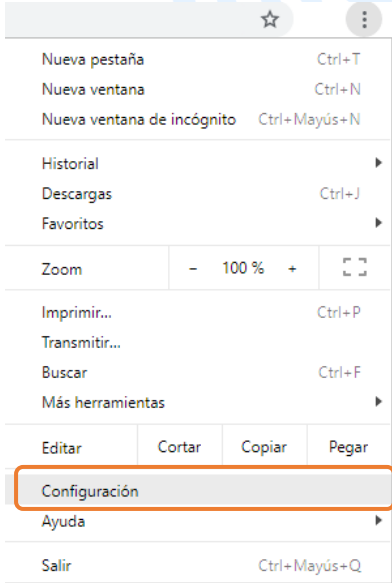 Nueva pestaña Ctrl+T
Nueva ventana Ctrl+N
Nueva ventana de incógnito Ctrl+Mayús+N
Historial
Descargas Ctrl+J
Favoritos
Zoom - 100 % +
Imprimir... Ctrl+P
Transmitir...
Buscar Ctrl+F
Más herramientas
Editar Cortar Copiar Pegar
Configuración
Ayuda
Salir Ctrl+Mayús+Q